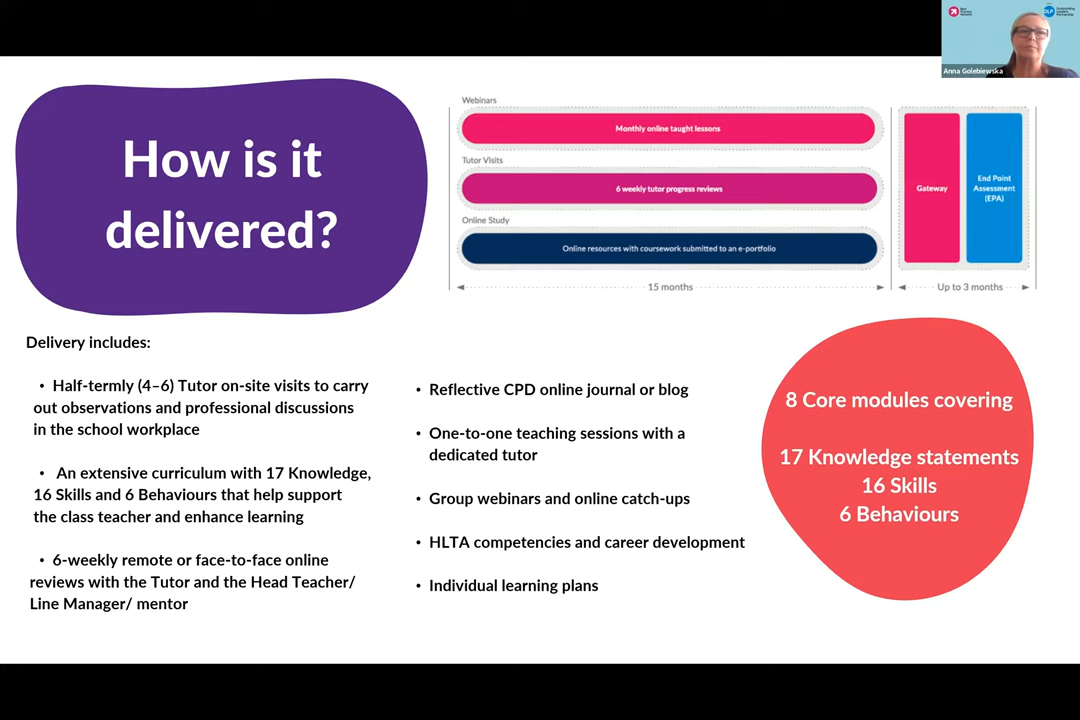 Best
Practice
Network
OLP
Outstanding
Leaders
Partnership
Anna Golebiewska
How is it
delivered?
Webinars
Monthly online taught lessons
Tutor Visits
6 weekly tutor progress reviews
Online Study
Online resources with coursework submitted to an e-portfolio
Gateway
End Point
Assessment
(EPA)
15 months
Up to 3 months
Delivery includes:
• Half-termly (4–6) Tutor on-site visits to carry
out observations and professional discussions
in the school workplace
• An extensive curriculum with 17 Knowledge,
16 Skills and 6 Behaviours that help support
the class teacher and enhance learning
• 6-weekly remote or face-to-face online
reviews with the Tutor and the Head Teacher/
Line Manager/ mentor
• Reflective CPD online journal or blog
• One-to-one teaching sessions with a
dedicated tutor
• Group webinars and online catch-ups
• HLTA competencies and career development
• Individual learning plans
8 Core modules covering
17 Knowledge statements
16 Skills
6 Behaviours